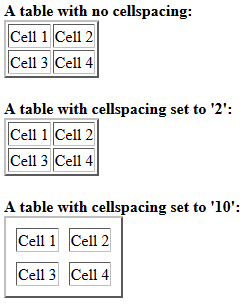 A table with no cellspacing:
Cell 1 Cell 2
Cell 3 Cell 4
A table with cellspacing set to '2':
Cell 1 Cell 2
Cell 3 Cell 4
A table with cellspacing set to '10':
Cell 1 Cell 2
Cell 3 Cell 4